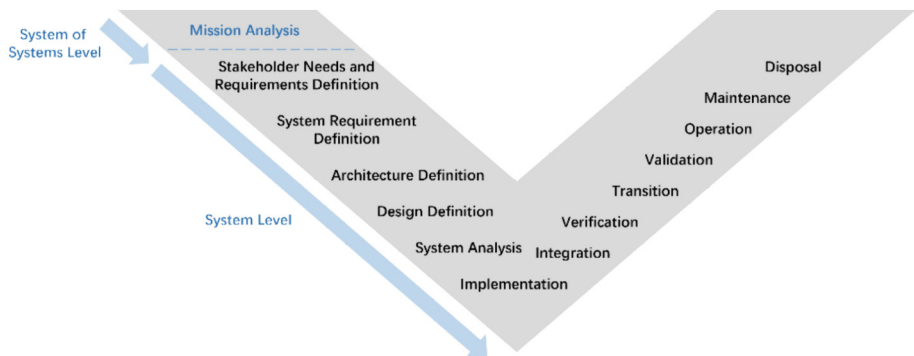 System of
Systems Level
Mission Analysis
Stakeholder Needs and
Requirements Definition
System Requirement
Definition
Architecture Definition
Design Definition
System Analysis
Implementation
System Level
Disposal
Maintenance
Operation
Validation
Transition
Verification
Integration